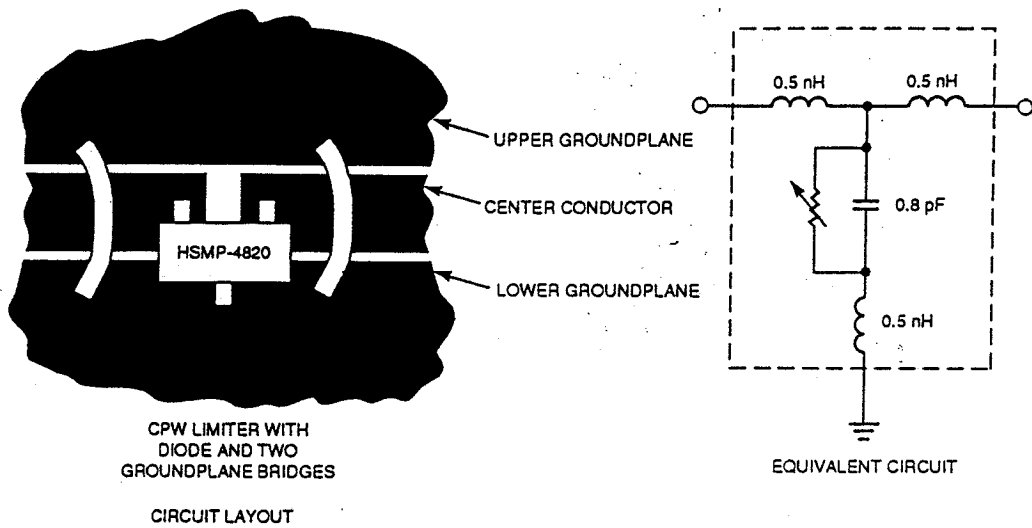 UPPER GROUNDPLANE
CENTER CONDUCTOR
HSMP-4820
LOWER GROUNDPLANE
CPW LIMITER WITH
DIODE AND TWO
GROUNDPLANE BRIDGES
CIRCUIT LAYOUT
0.5 nH
0.5 nH
0.8 pF
0.5 nH
EQUIVALENT CIRCUIT